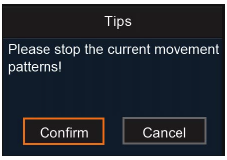 Tips
Please stop the current movement
patterns!
Confirm
Cancel